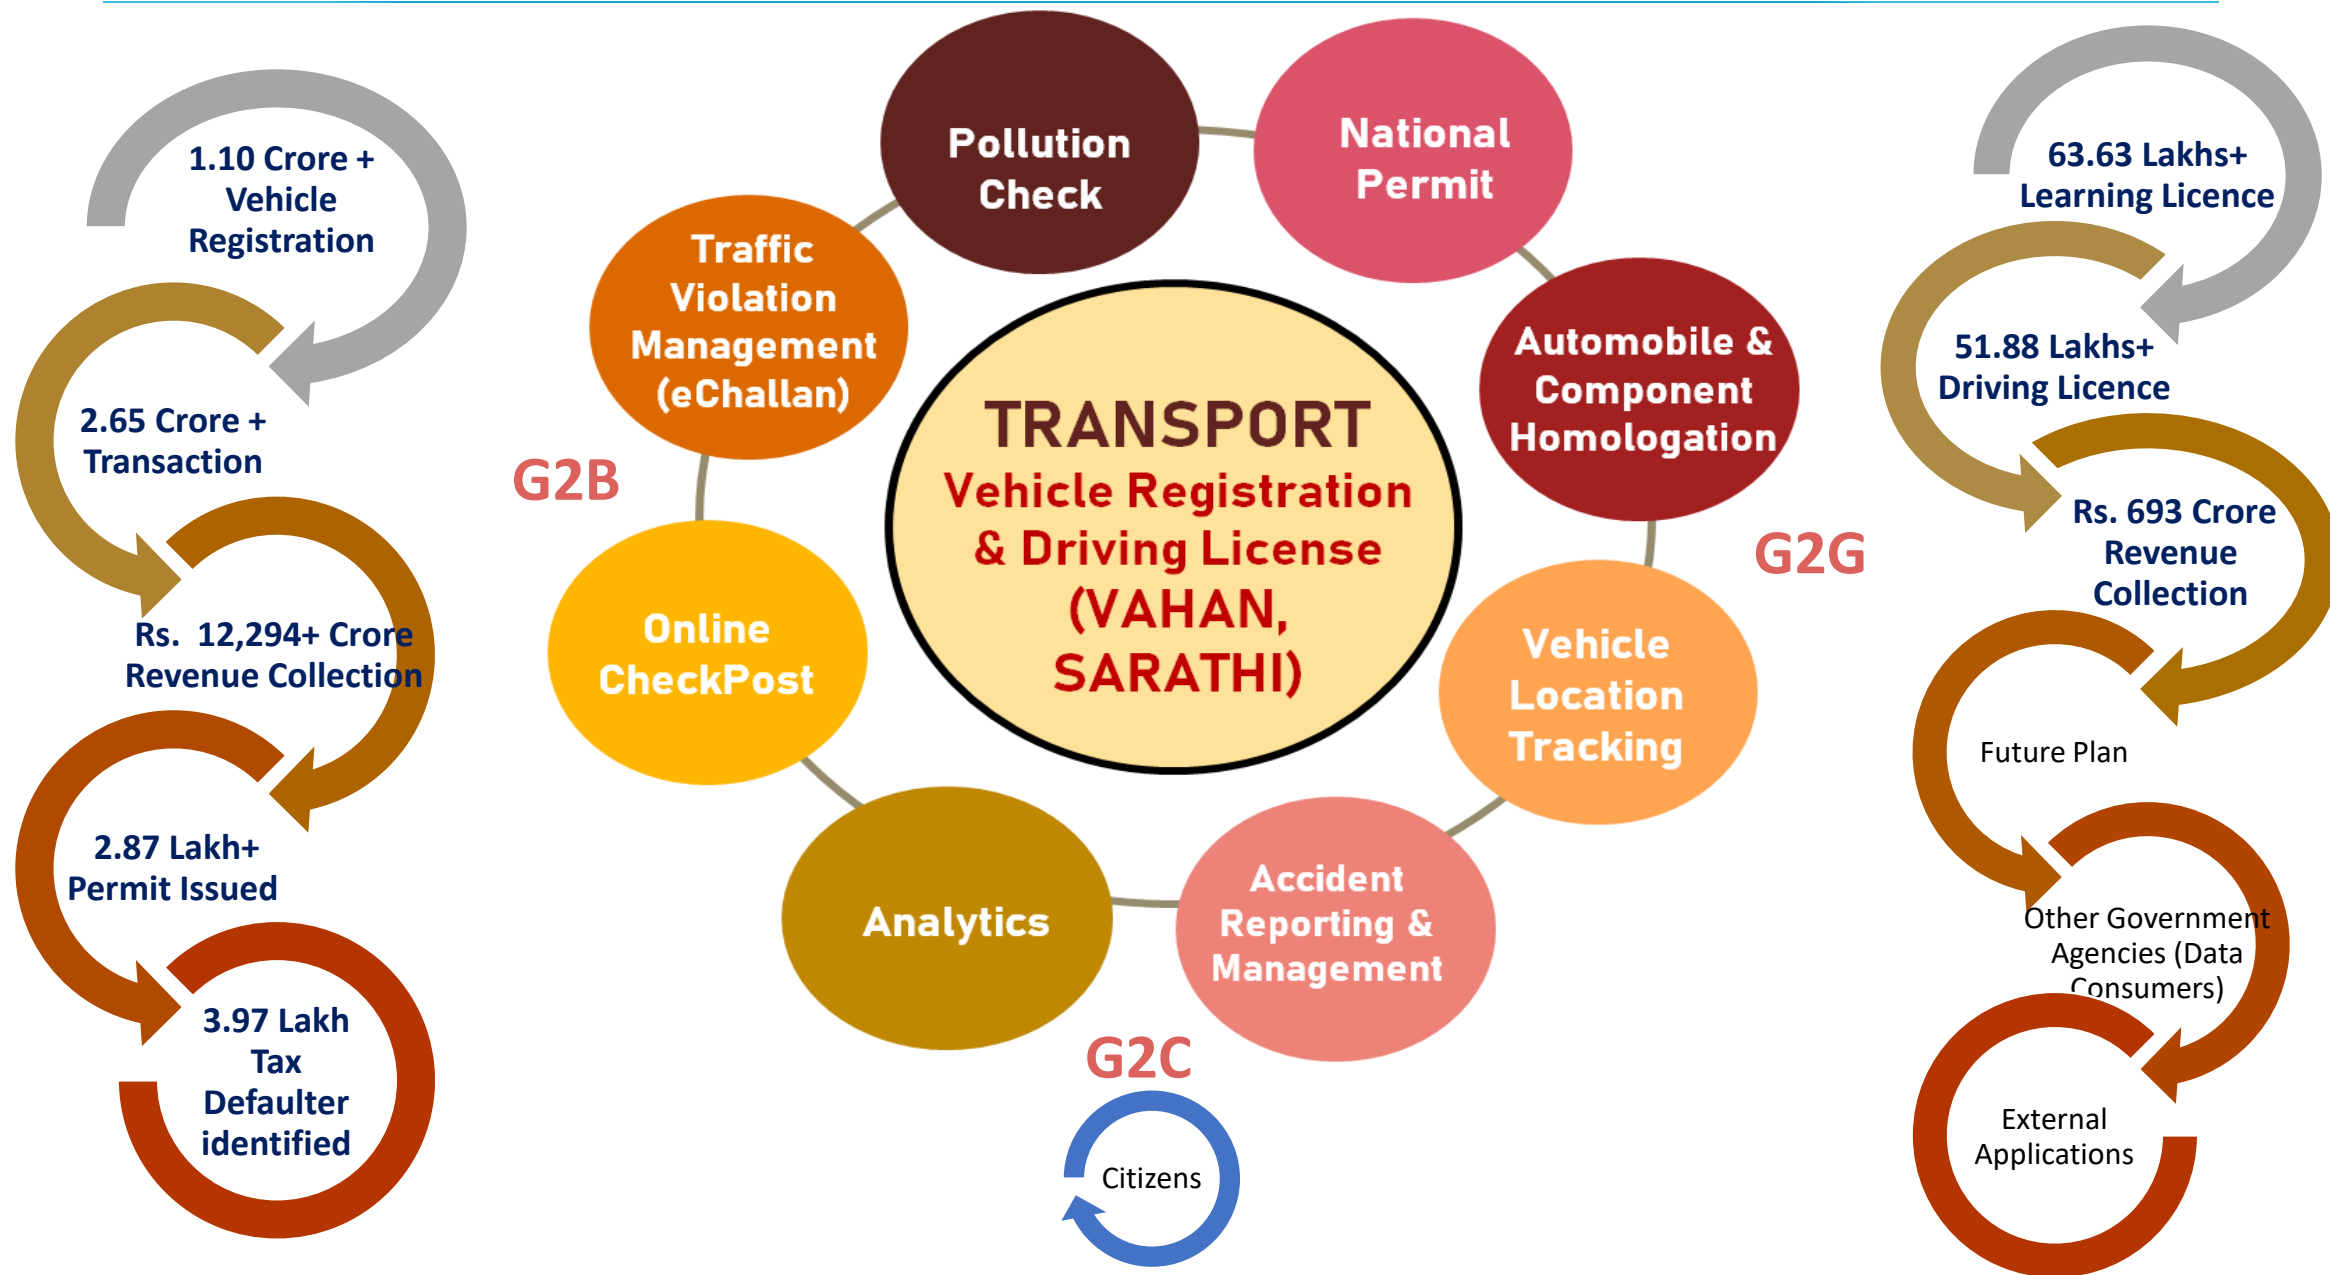 1.10 Crore +
Vehicle
Registration
2.65 Crore +
Transaction
Rs. 12,294+ Crore
Revenue Collection
2.87 Lakh+
Permit Issued
3.97 Lakh
Tax
Defaulter
identified
Pollution
Check
National
Permit
Traffic
Violation
Management
(eChallan)
Automobile &
Component
Homologation
G2B
TRANSPORT
Vehicle Registration
& Driving License
(VAHAN,
SARATHI)
G2G
Online
CheckPost
Vehicle
Location
Tracking
Analytics
Accident
Reporting &
Management
G2C
Citizens
63.63 Lakhs+
Learning Licence
51.88 Lakhs+
Driving Licence
Rs. 693 Crore
Revenue
Collection
Future Plan
Other Government
Agencies (Data
Consumers)
External
Applications